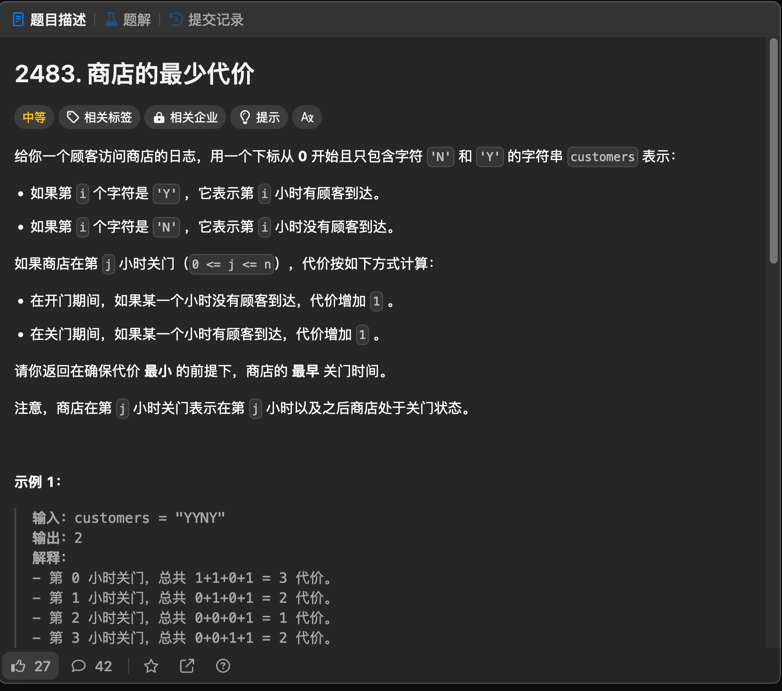 题目描述 题解 提交记录
2483. 商店的最少代价
中等 相关标签 相关企业 提示 Aあ
给你一个顾客访问商店的日志，用一个下标从 0 开始且只包含字符 'N' 和 'Y' 的字符串 customers 表示：
• 如果第 i 个字符是 'Y' ，它表示第 i 小时有顾客到达。
• 如果第 i 个字符是 'N' ，它表示第 i 小时没有顾客到达。
如果商店在第 j 小时关门（0 <= j <= n），代价按如下方式计算：
• 在开门期间，如果某一个小时没有顾客到达，代价增加 1 。
• 在关门期间，如果某一个小时有顾客到达，代价增加 1 。
请你返回在确保代价 最小 的前提下，商店的 最早 关门时间。
注意，商店在第 j 小时关门表示在第 j 小时以及之后商店处于关门状态。
示例 1：
输入：customers = "YYNY"
输出：2
解释：
- 第 0 小时关门，总共 1+1+0+1 = 3 代价。
- 第 1 小时关门，总共 0+1+0+1 = 2 代价。
- 第 2 小时关门，总共 0+0+0+1 = 1 代价。
- 第 3 小时关门，总共 0+0+1+1 = 2 代价。
27 42